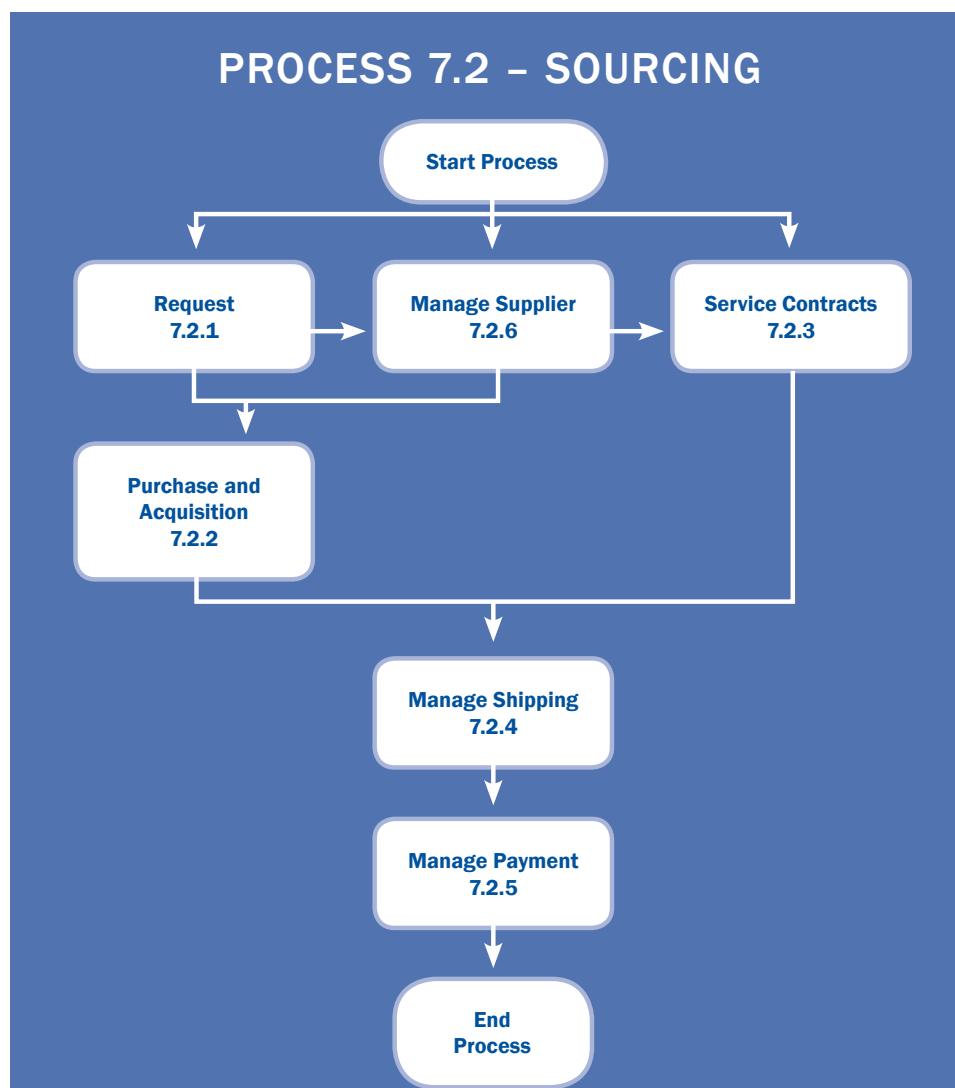 PROCESS 7.2 – SOURCING
Start Process
Request
7.2.1
Manage Supplier
7.2.6
Service Contracts
7.2.3
Purchase and
Acquisition
7.2.2
Manage Shipping
7.2.4
Manage Payment
7.2.5
End
Process